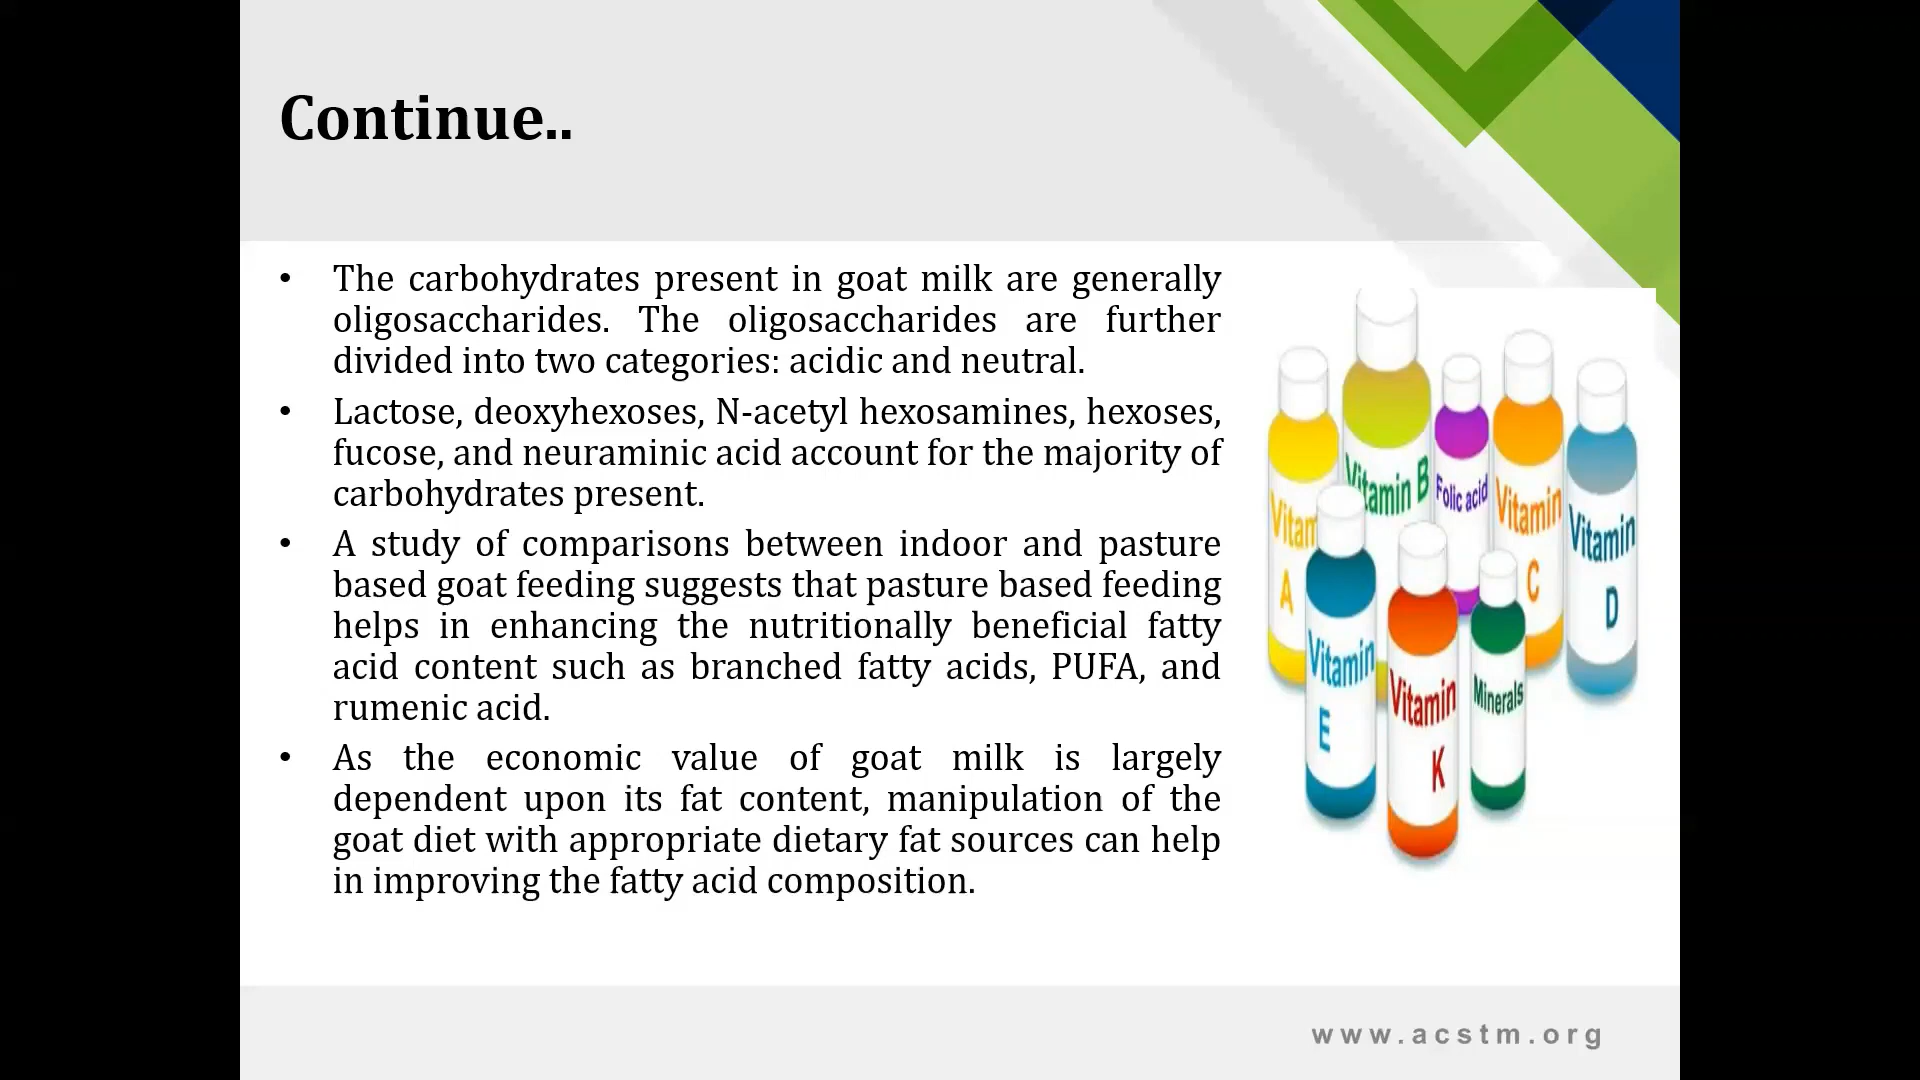 Continue..
• The carbohydrates present in goat milk are generally
oligosaccharides. The oligosaccharides are further
divided into two categories: acidic and neutral.
• Lactose, deoxyhexoses, N-acetyl hexosamines, hexoses,
fucose, and neuraminic acid account for the majority of
carbohydrates present.
• A study of comparisons between indoor and pasture
based goat feeding suggests that pasture based feeding
helps in enhancing the nutritionally beneficial fatty
acid content such as branched fatty acids, PUFA, and
rumenic acid.
• As the economic value of goat milk is largely
dependent upon its fat content, manipulation of the
goat diet with appropriate dietary fat sources can help
in improving the fatty acid composition.
Vitam
A
Vitamin B
Folic acid
Vitamin
C
Vitamin
D
Vitamin
E
Vitamin
K
Minerals
www.acstm.org